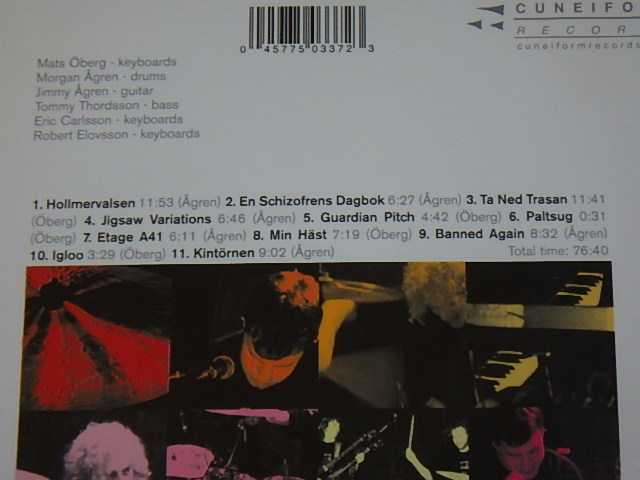 CUNEIFO
RECOR
cuneiformrecords
0 45775 03372 3
Mats Öberg - keyboards
Morgan Ågren - drums
Jimmy Ågren - guitar
Tommy Thordsson - bass
Eric Carlsson - keyboards
Robert Elovsson - keyboards
1. Hollmervalsen 11:53 (Ågren) 2. En Schizofrens Dagbok 6:27 (Ågren) 3. Ta Ned Trasan 11:41
(Öberg) 4. Jigsaw Variations 6:46 (Ågren) 5. Guardian Pitch 4:42 (Öberg) 6. Paltsug 0:31
(Öberg) 7. Etage A41 6:11 (Ågren) 8. Min Häst 7:19 (Öberg) 9. Banned Again 8:32 (Ågren)
10. Igloo 3:29 (Öberg) 11. Kintörnen 9:02 (Ågren) Total time: 76:40